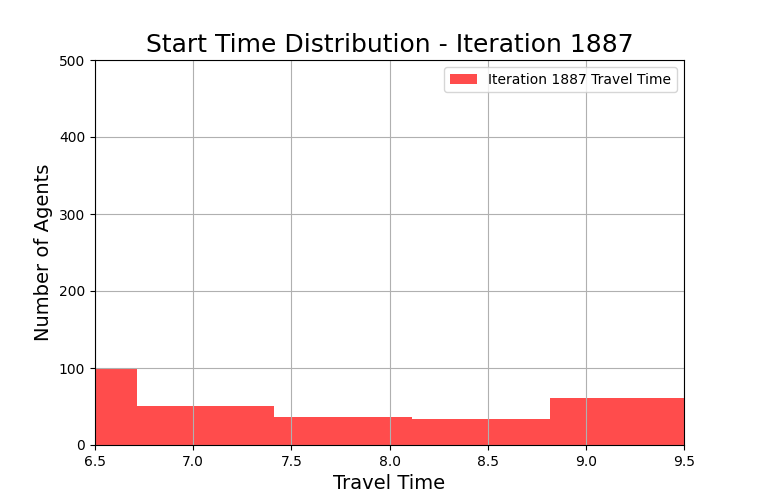 Start Time Distribution - Iteration 1887
Iteration 1887 Travel Time
Number of Agents
500
400
300
200
100
0
6.5 7.0 7.5 8.0 8.5 9.0 9.5
Travel Time